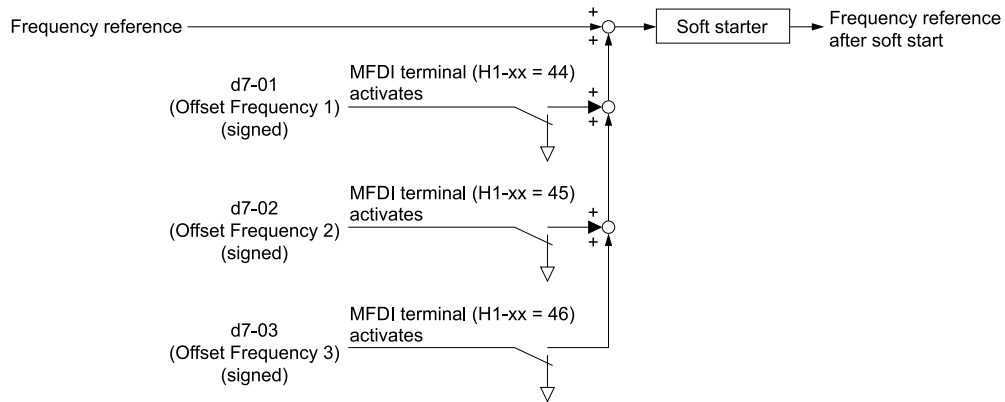 Frequency reference
+
+
Soft starter
Frequency reference
after soft start
d7-01
(Offset Frequency 1)
(signed)
MFDI terminal (H1-xx = 44)
activates
+
+
d7-02
(Offset Frequency 2)
(signed)
MFDI terminal (H1-xx = 45)
activates
+
+
d7-03
(Offset Frequency 3)
(signed)
MFDI terminal (H1-xx = 46)
activates